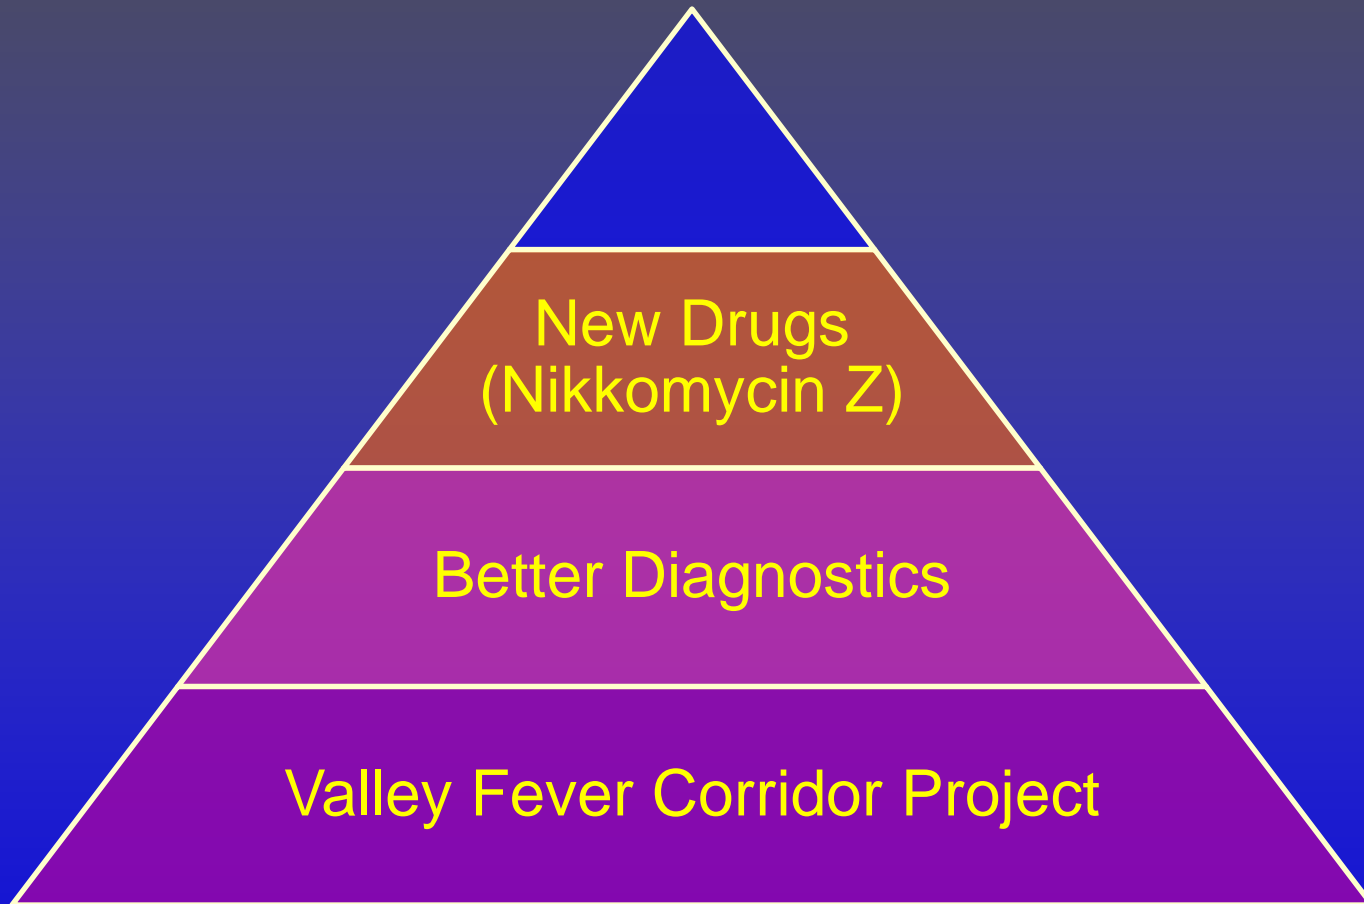 New Drugs
(Nikkomycin Z)
Better Diagnostics
Valley Fever Corridor Project